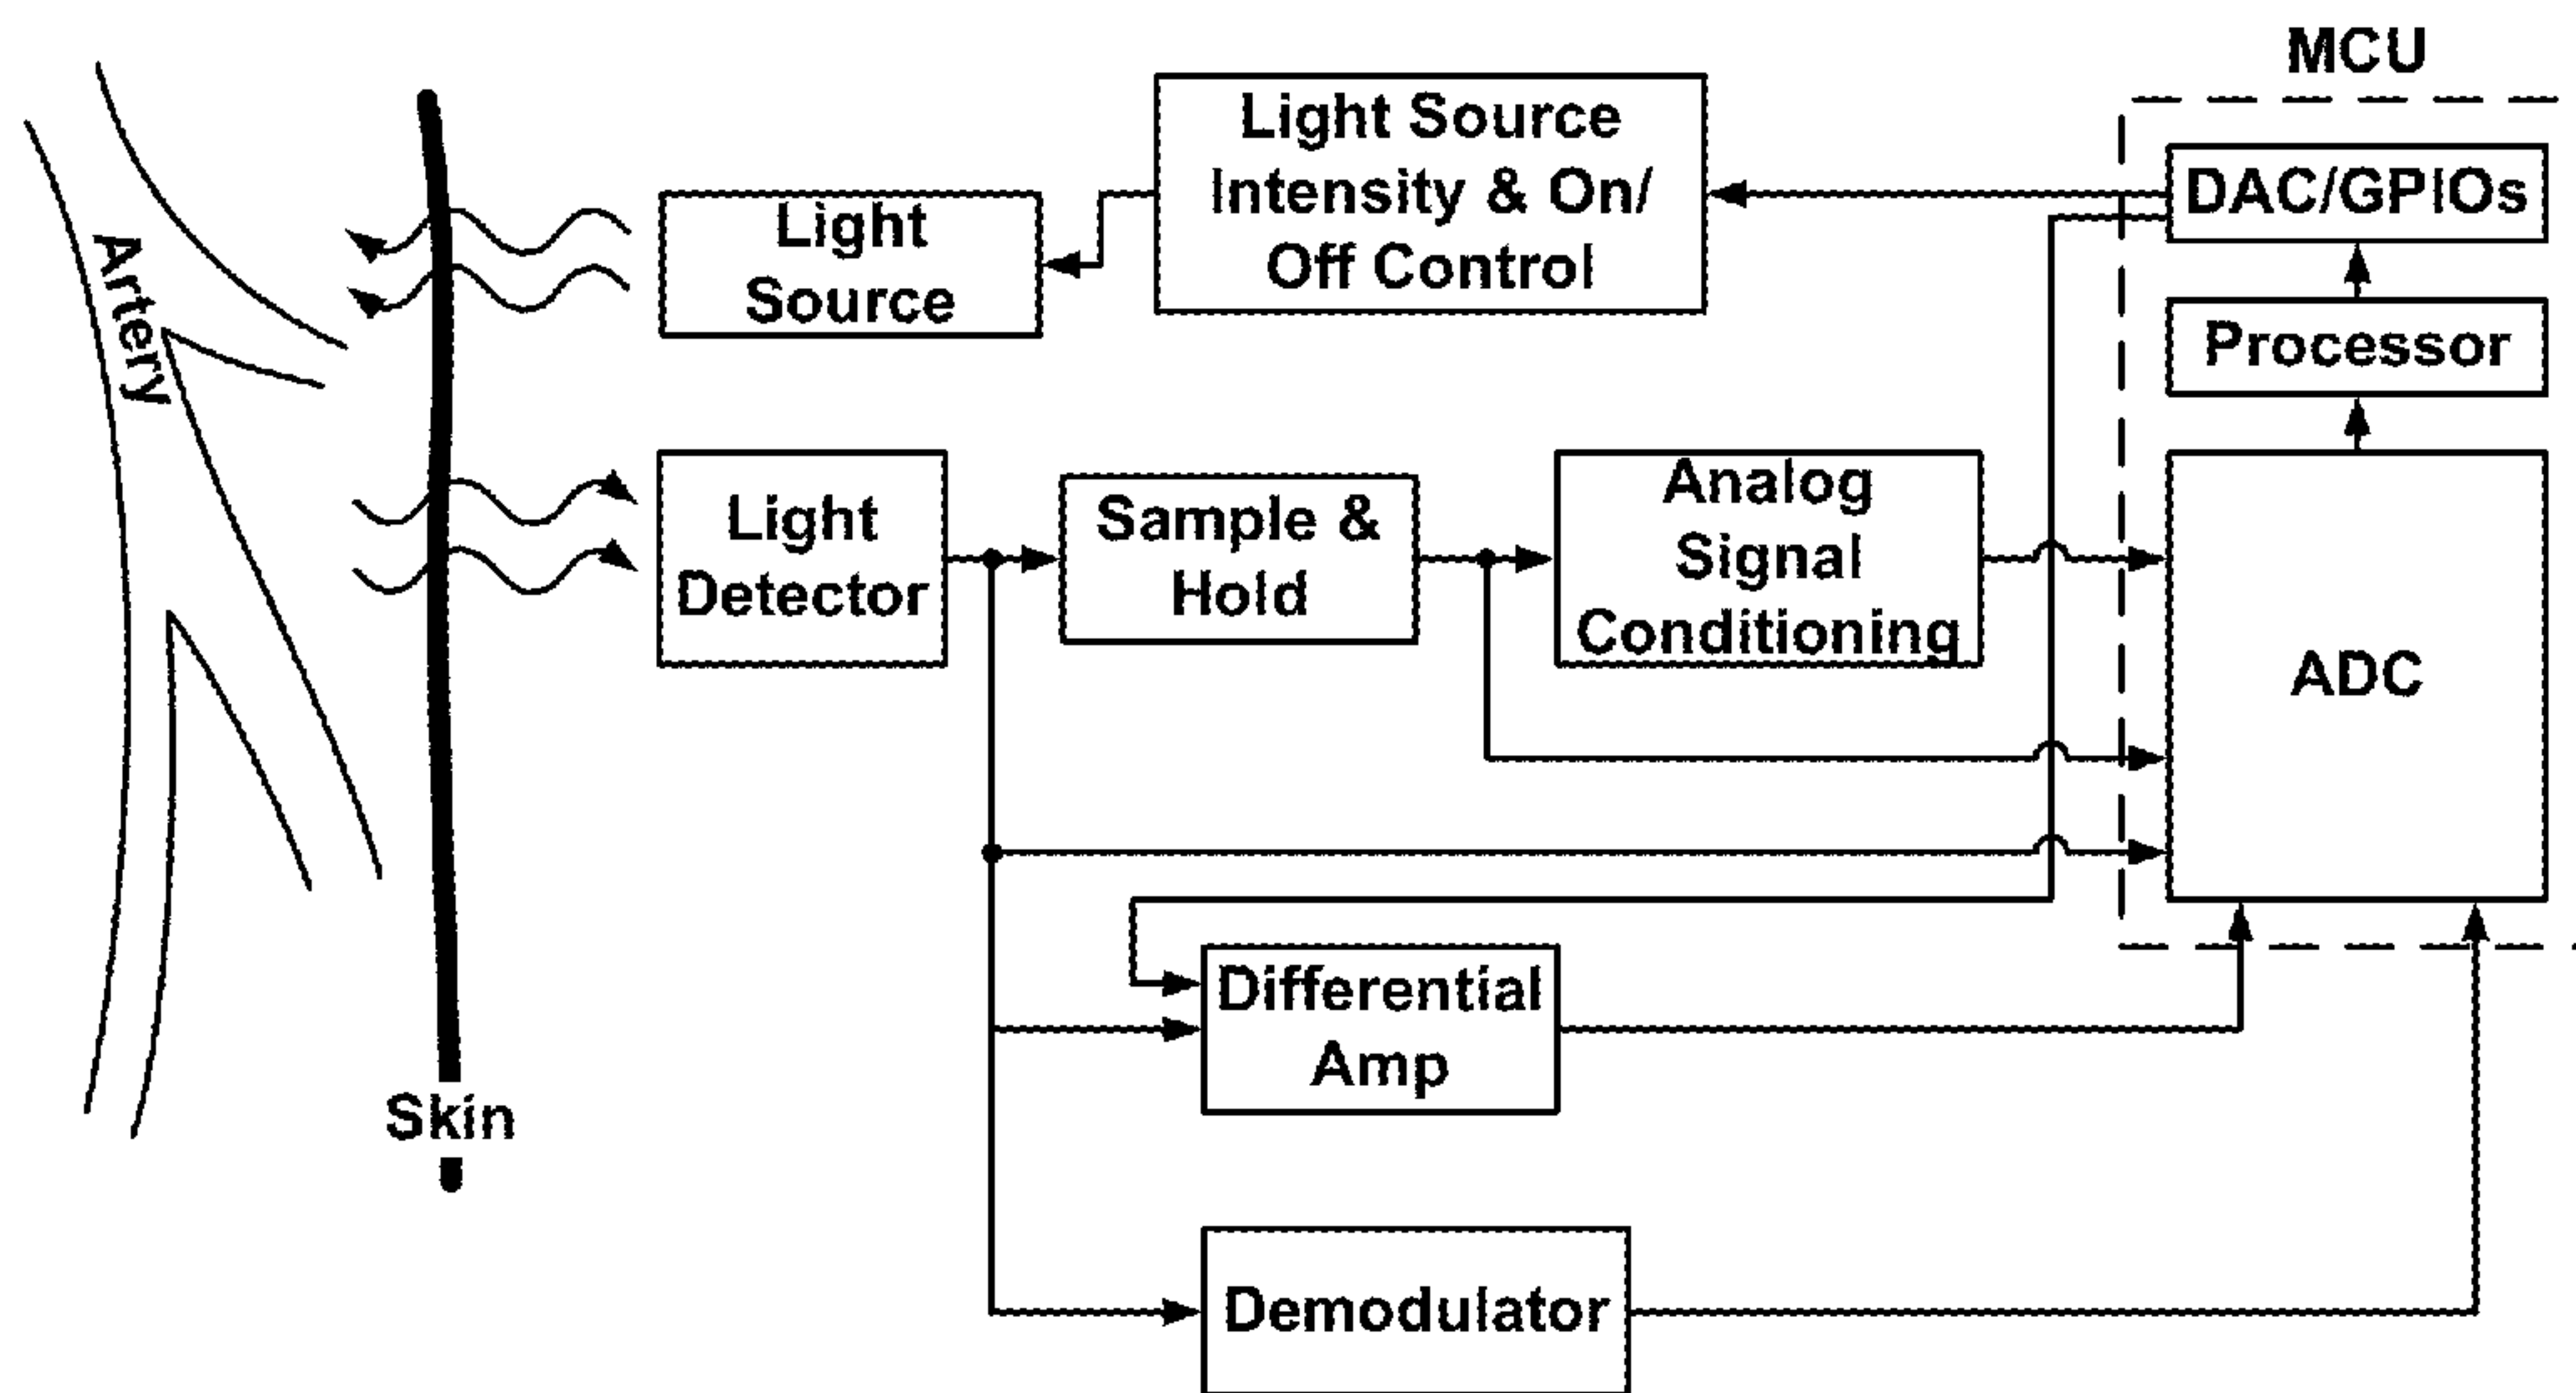 MCU
Light Source
Intensity & On/
Off Control
DAC/GPIOs
Light
Source
Artery
Processor
Light
Detector
Sample &
Hold
Analog
Signal
Conditioning
ADC
Differential
Amp
Skin
Demodulator